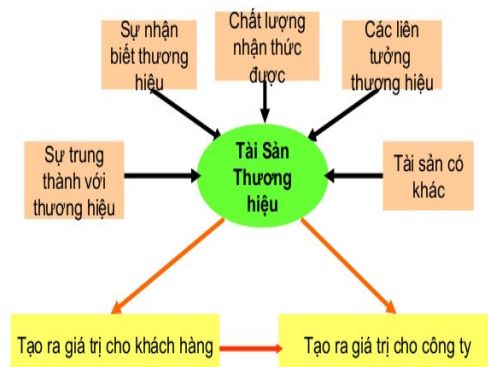 Sự nhận
biết thương
hiệu
Chất lượng
nhận thức
được
Các liên
tưởng
thương hiệu
Sự trung
thành với
thương hiệu
Tài Sản
Thương
hiệu
Tài sản có
khác
Tạo ra giá trị cho khách hàng
Tạo ra giá trị cho công ty